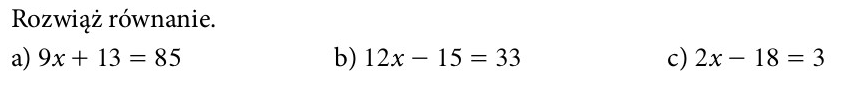 Rozwiąż równanie.
a) 9x + 13 = 85 b) 12x − 15 = 33 c) 2x − 18 = 3